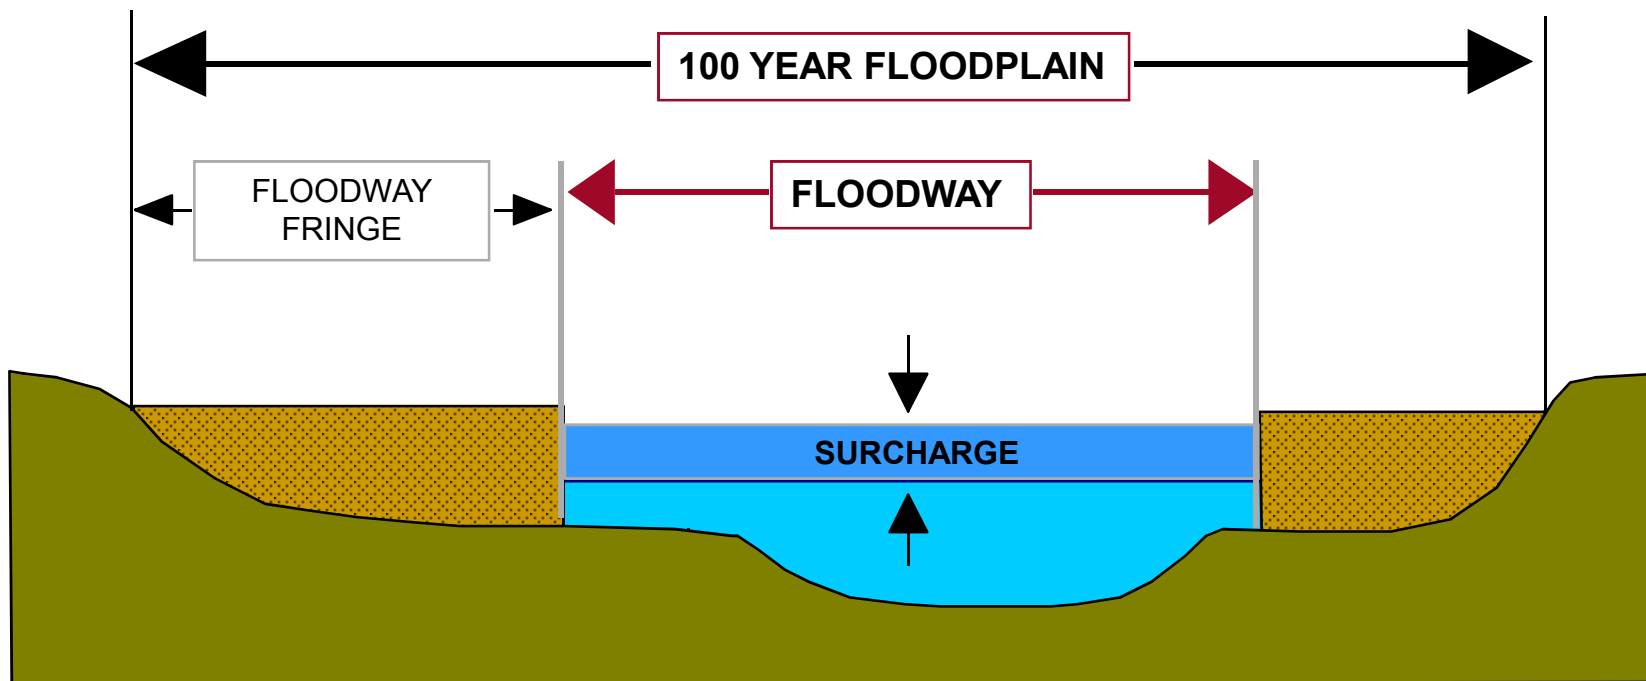 100 YEAR FLOODPLAIN
FLOODWAY
FRINGE
FLOODWAY
SURCHARGE